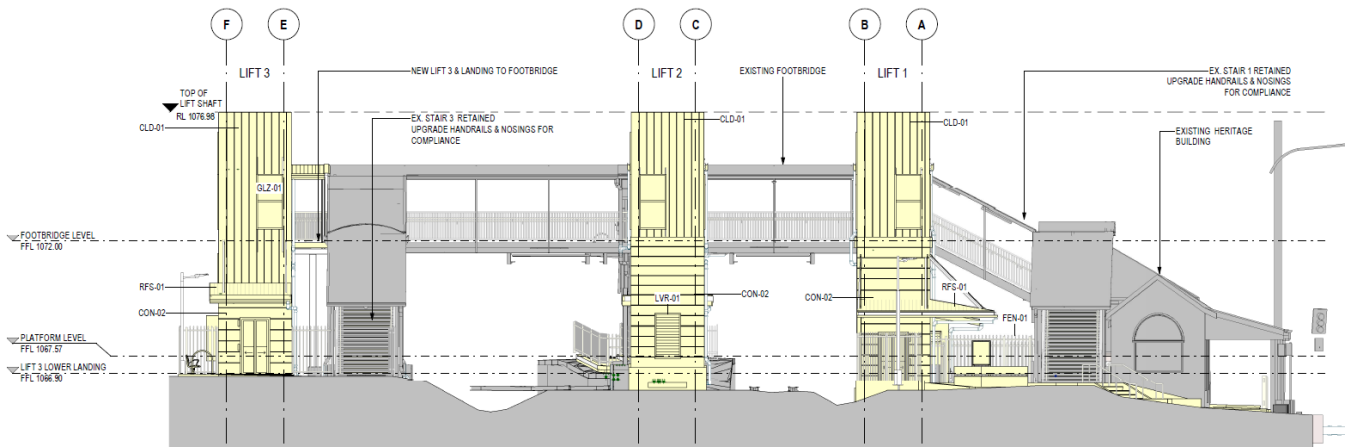 F
E
D
C
B
A
LIFT 3
LIFT 2
LIFT 1
NEW LIFT 3 & LANDING TO FOOTBRIDGE
EXISTING FOOTBRIDGE
EX. STAIR 1 RETAINED
UPGRADE HANDRAILS & NOSINGS
FOR COMPLIANCE
TOP OF
LIFT SHAFT
RL 1076.98
CLD-01
EX. STAIR 3 RETAINED
UPGRADE HANDRAILS & NOSINGS FOR
COMPLIANCE
CLD-01
CLD-01
EXISTING HERITAGE
BUILDING
GLZ-01
FOOTBRIDGE LEVEL
FFL 1072.00
RFS-01
CON-02
LVR-01
CON-02
CON-02
RFS-01
FEN-01
PLATFORM LEVEL
FFL 1067.57
LIFT 3 LOWER LANDING
FFL 1066.90